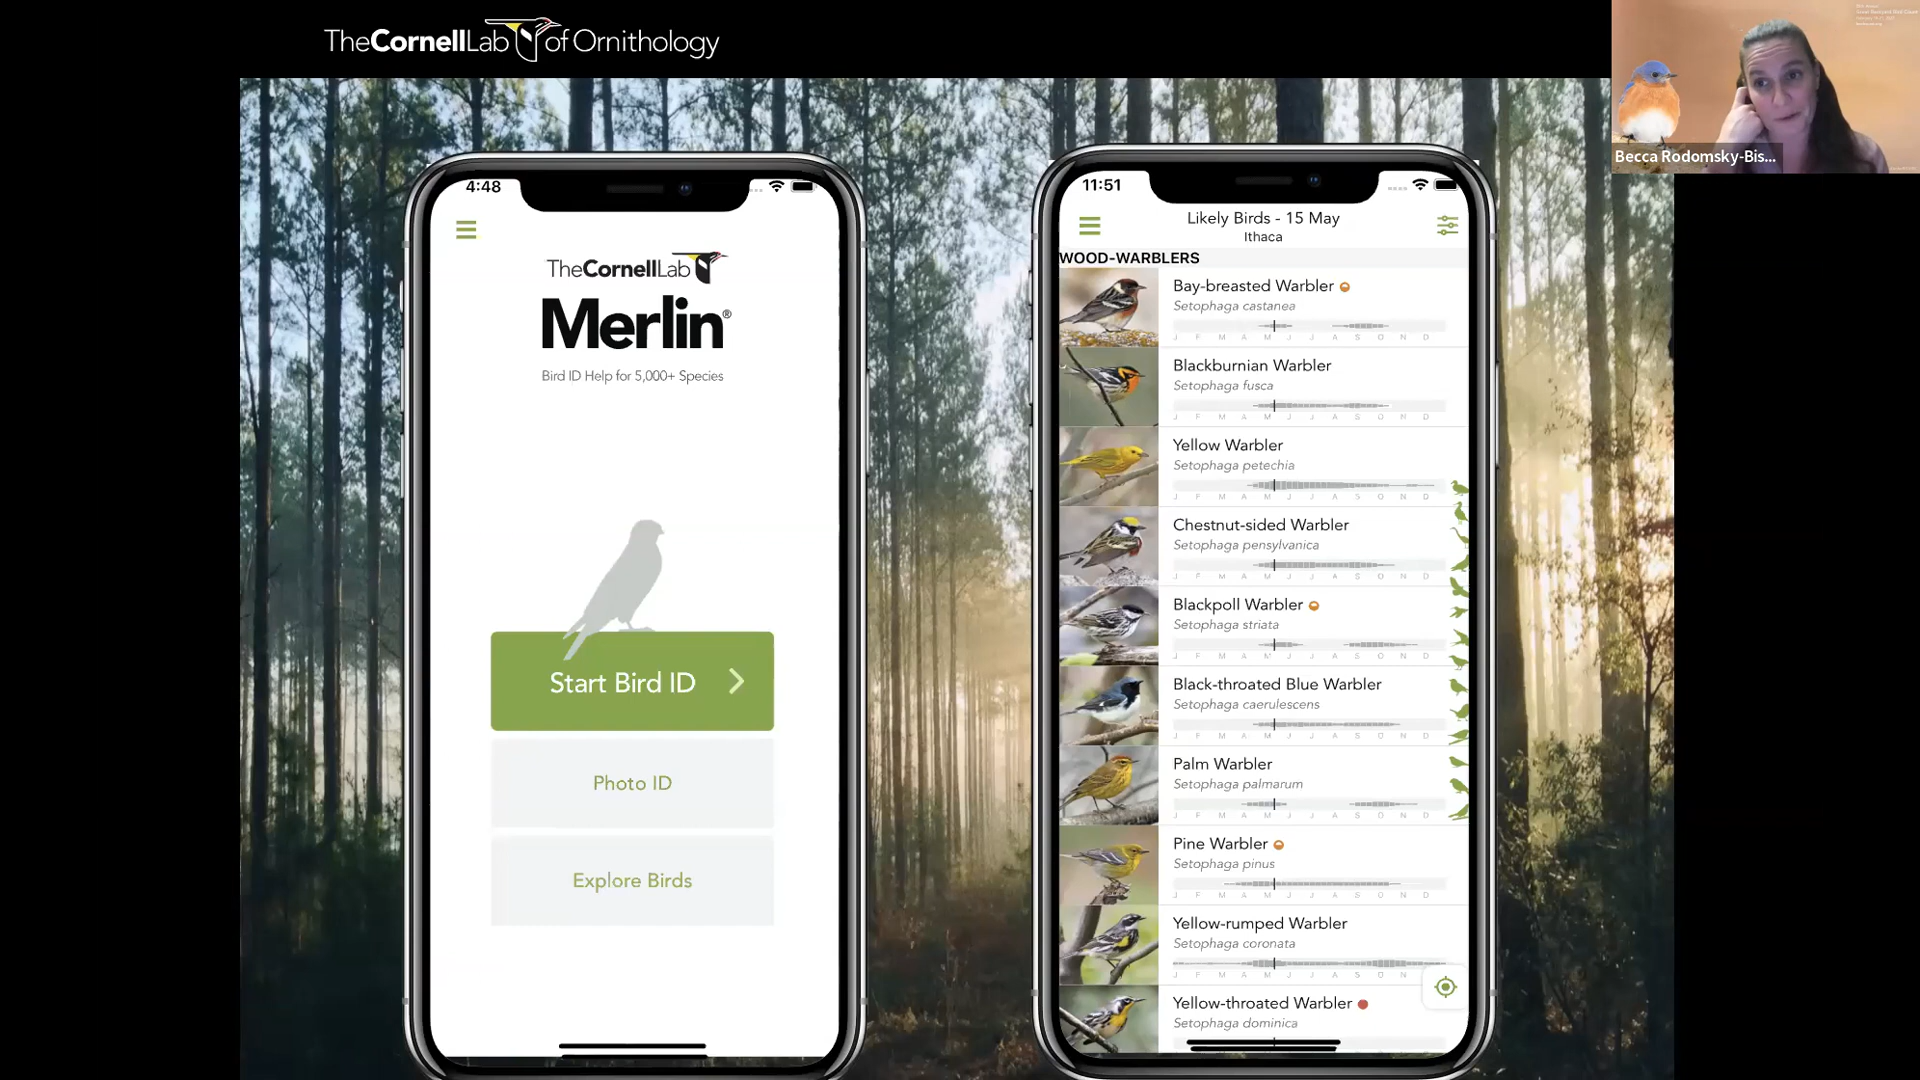 TheCornellLab of Ornithology
Becca Rodomsky-Bis...
4:48
TheCornellLab
Merlin®
Bird ID Help for 5,000+ Species
Start Bird ID
Photo ID
Explore Birds
11:51
Likely Birds - 15 May
Ithaca
WOOD-WARBLERS
Bay-breasted Warbler
Setophaga castanea
J F M A M J J A S O N D
Blackburnian Warbler
Setophaga fusca
J F M A M J J A S O N D
Yellow Warbler
Setophaga petechia
J F M A M J J A S O N D
Chestnut-sided Warbler
Setophaga pensylvanica
J F M A M J J A S O N D
Blackpoll Warbler
Setophaga striata
J F M A M J J A S O N D
Black-throated Blue Warbler
Setophaga caerulescens
J F M A M J J A S O N D
Palm Warbler
Setophaga palmarum
J F M A M J J A S O N D
Pine Warbler
Setophaga pinus
J F M A M J J A S O N D
Yellow-rumped Warbler
Setophaga coronata
J F M A M J J A S O N D
Yellow-throated Warbler
Setophaga dominica